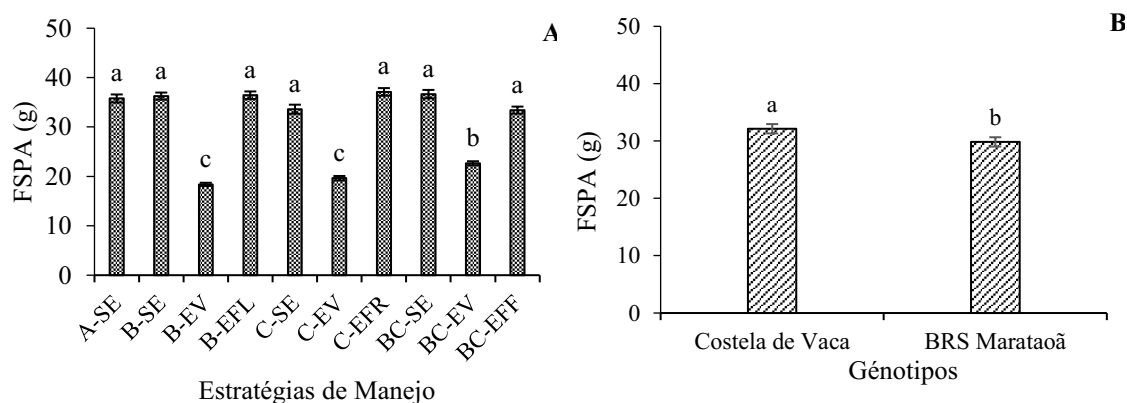 A
50
40
30
20
10
0
FSPA (g)
a
a
c
a
a
c
a
a
b
a
A-SE
B-SE
B-EV
B-EFL
C-SE
C-EV
C-EFR
BC-SE
BC-EV
BC-EFF
Estratégias de Manejo
B
50
40
30
20
10
0
FSPA (g)
a
b
Costela de Vaca
BRS Marataoã
Génotipos